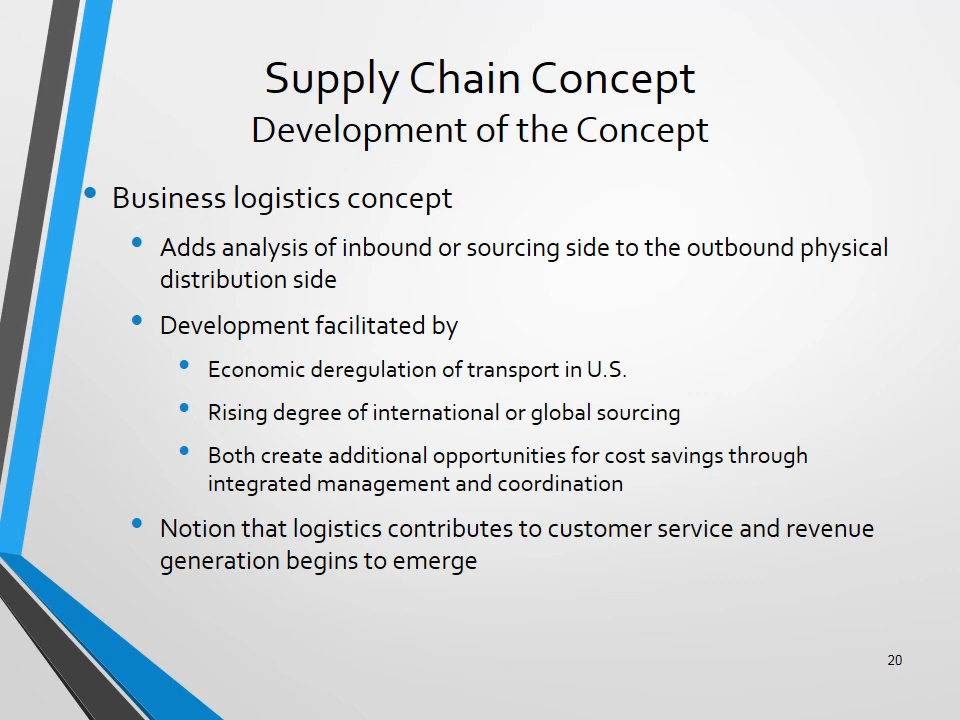 Supply Chain Concept
Development of the Concept
• Business logistics concept
• Adds analysis of inbound or sourcing side to the outbound physical
distribution side
• Development facilitated by
• Economic deregulation of transport in U.S.
• Rising degree of international or global sourcing
• Both create additional opportunities for cost savings through
integrated management and coordination
• Notion that logistics contributes to customer service and revenue
generation begins to emerge
20